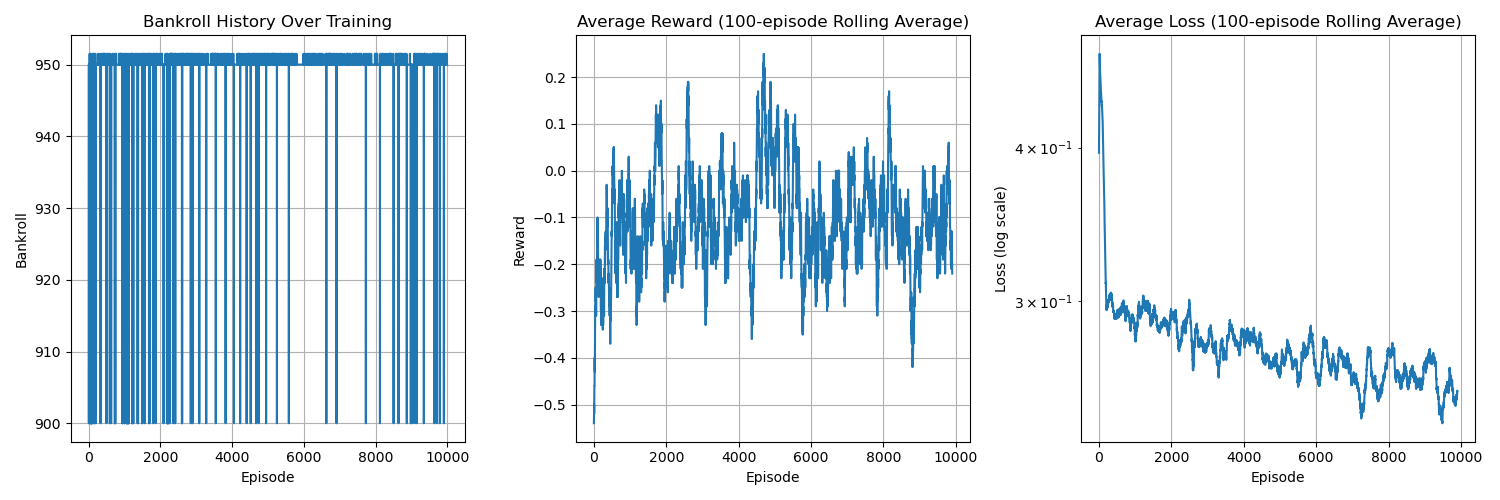 Bankroll History Over Training
Bankroll
950
940
930
920
910
900
0 2000 4000 6000 8000 10000
Episode
Average Reward (100-episode Rolling Average)
Reward
0.2
0.1
0.0
−0.1
−0.2
−0.3
−0.4
−0.5
0 2000 4000 6000 8000 10000
Episode
Average Loss (100-episode Rolling Average)
Loss (log scale)
4 × 10⁻¹
3 × 10⁻¹
0 2000 4000 6000 8000 10000
Episode